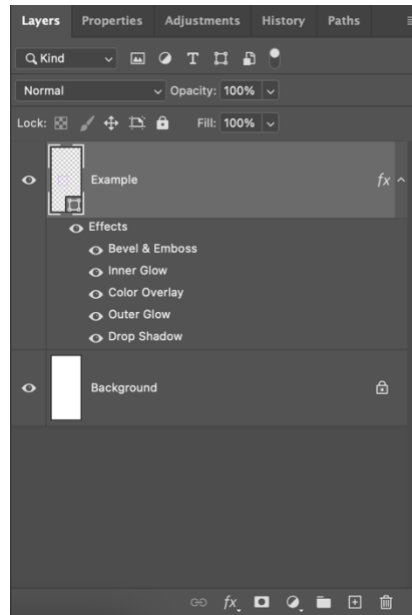 Layers Properties Adjustments History Paths
Kind T
Normal Opacity: 100%
Lock: Fill: 100%
Example fx
Effects
Bevel & Emboss
Inner Glow
Color Overlay
Outer Glow
Drop Shadow
Background
fx